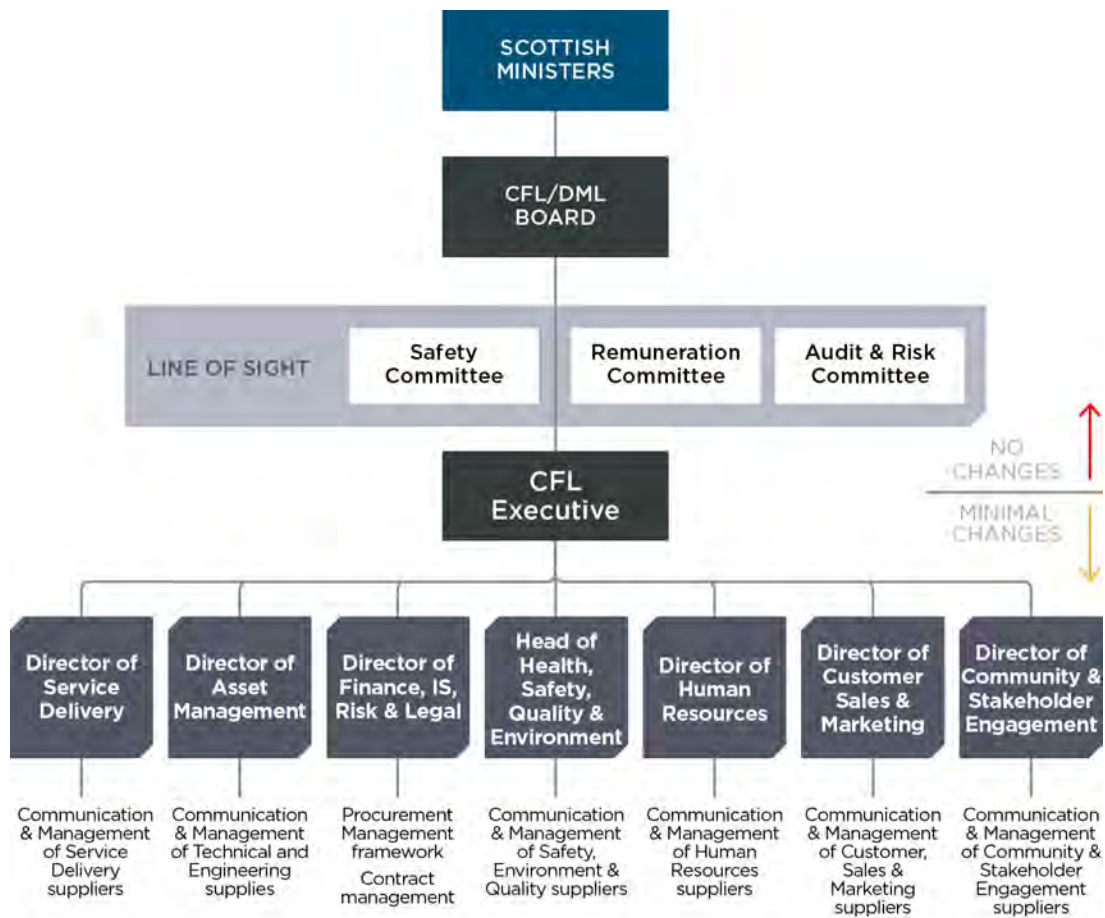 SCOTTISH
MINISTERS
CFL/DML
BOARD
LINE OF SIGHT
Safety
Committee
Remuneration
Committee
Audit & Risk
Committee
NO
CHANGES
MINIMAL
CHANGES
CFL
Executive
Director of
Service
Delivery
Director of
Asset
Management
Director of
Finance, IS,
Risk & Legal
Head of
Health,
Safety,
Quality &
Environment
Director of
Human
Resources
Director of
Customer
Sales &
Marketing
Director of
Community &
Stakeholder
Engagement
Communication
& Management
of Service
Delivery
suppliers
Communication
& Management
of Technical and
Engineering
supplies
Procurement
Management
framework
Contract
management
Communication
& Management
of Safety,
Environment &
Quality suppliers
Communication
& Management
of Human
Resources
suppliers
Communication
& Management
of Customer,
Sales &
Marketing
suppliers
Communication
& Management
of Community &
Stakeholder
Engagement
suppliers